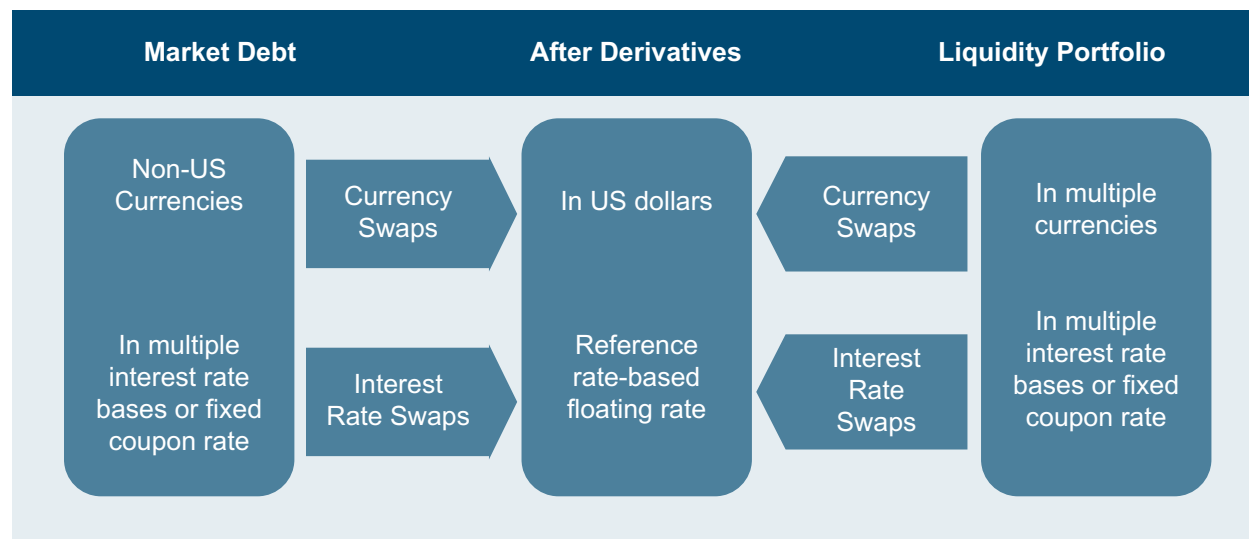 Market Debt
After Derivatives
Liquidity Portfolio
Non-US
Currencies
In multiple
interest rate
bases or fixed
coupon rate
Currency
Swaps
Interest
Rate Swaps
In US dollars
Reference
rate-based
floating rate
Currency
Swaps
Interest
Rate
Swaps
In multiple
currencies
In multiple
interest rate
bases or fixed
coupon rate